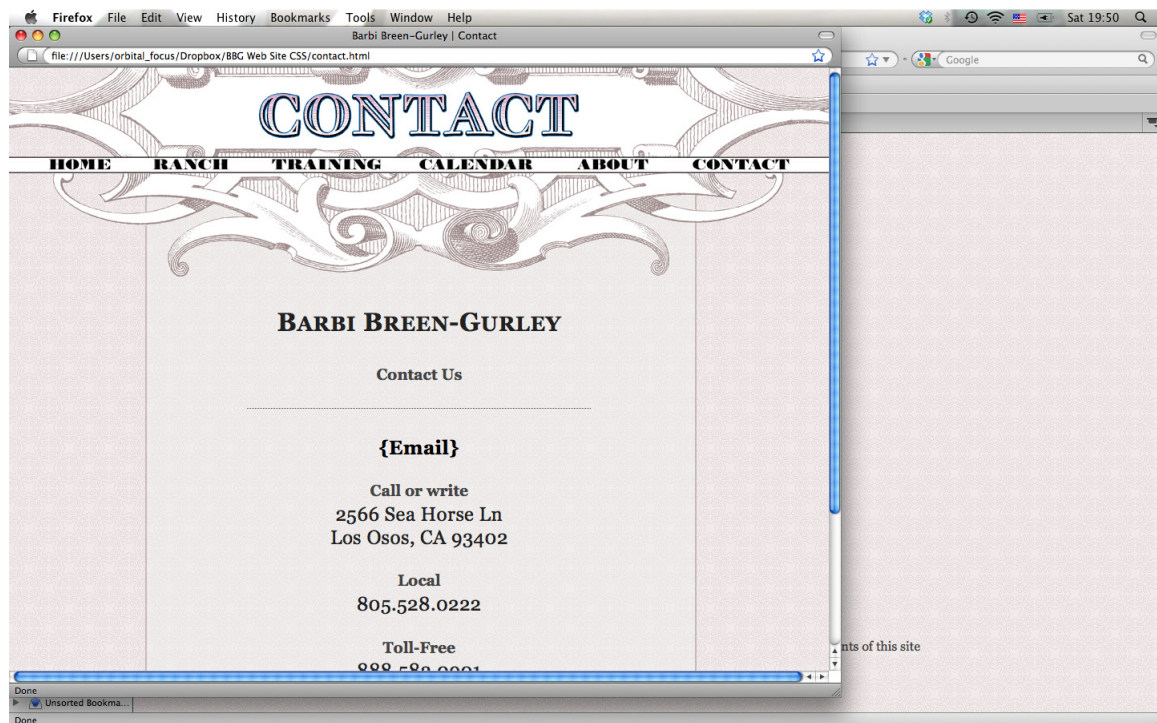 Firefox File Edit View History Bookmarks Tools Window Help Sat 19:50
Barbi Breen-Gurley | Contact
file:///Users/orbital_focus/Dropbox/BBG Web Site CSS/contact.html
Google
CONTACT
HOME RANCH TRAINING CALENDAR ABOUT CONTACT
BARBI BREEN-GURLEY
Contact Us
{Email}
Call or write
2566 Sea Horse Ln
Los Osos, CA 93402
Local
805.528.0222
Toll-Free
nts of this site
Done
Unsorted Bookma...
Done